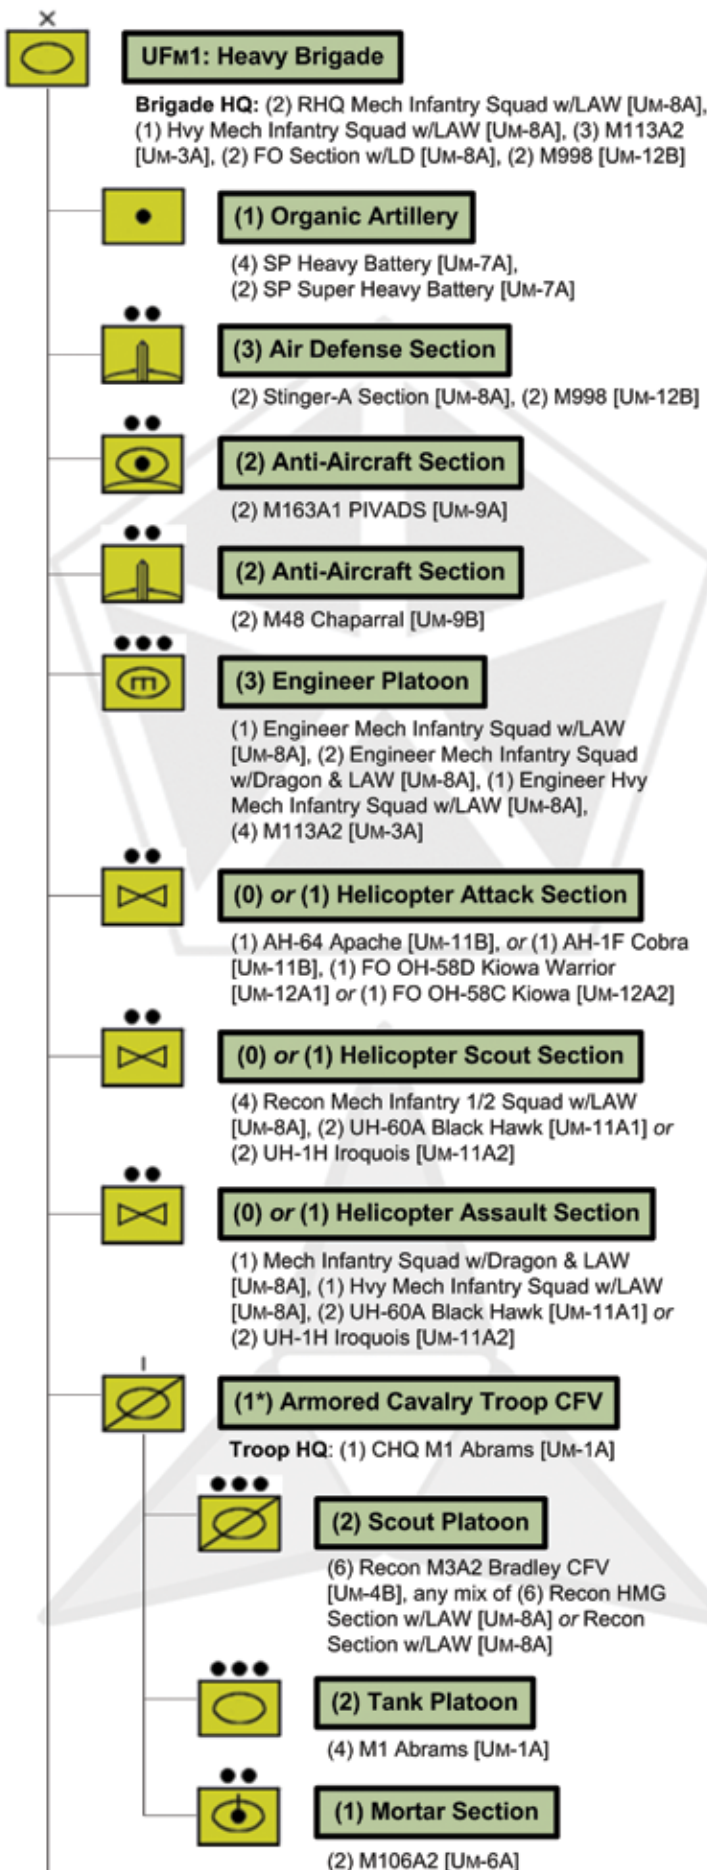 UFM1: Heavy Brigade
Brigade HQ: (2) RHQ Mech Infantry Squad w/LAW [UM-8A],
(1) Hvy Mech Infantry Squad w/LAW [UM-8A], (3) M113A2
[UM-3A], (2) FO Section w/LD [UM-8A], (2) M998 [UM-12B]
(1) Organic Artillery
(4) SP Heavy Battery [UM-7A],
(2) SP Super Heavy Battery [UM-7A]
(3) Air Defense Section
(2) Stinger-A Section [UM-8A], (2) M998 [UM-12B]
(2) Anti-Aircraft Section
(2) M163A1 PIVADS [UM-9A]
(2) Anti-Aircraft Section
(2) M48 Chaparral [UM-9B]
(3) Engineer Platoon
(1) Engineer Mech Infantry Squad w/LAW
[UM-8A], (2) Engineer Mech Infantry Squad
w/Dragon & LAW [UM-8A], (1) Engineer Hvy
Mech Infantry Squad w/LAW [UM-8A],
(4) M113A2 [UM-3A]
(0) or (1) Helicopter Attack Section
(1) AH-64 Apache [UM-11B], or (1) AH-1F Cobra
[UM-11B], (1) FO OH-58D Kiowa Warrior
[UM-12A1] or (1) FO OH-58C Kiowa [UM-12A2]
(0) or (1) Helicopter Scout Section
(4) Recon Mech Infantry 1/2 Squad w/LAW
[UM-8A], (2) UH-60A Black Hawk [UM-11A1] or
(2) UH-1H Iroquois [UM-11A2]
(0) or (1) Helicopter Assault Section
(1) Mech Infantry Squad w/Dragon & LAW
[UM-8A], (1) Hvy Mech Infantry Squad w/LAW
[UM-8A], (2) UH-60A Black Hawk [UM-11A1] or
(2) UH-1H Iroquois [UM-11A2]
(1*) Armored Cavalry Troop CFV
Troop HQ: (1) CHQ M1 Abrams [UM-1A]
(2) Scout Platoon
(6) Recon M3A2 Bradley CFV
[UM-4B], any mix of (6) Recon HMG
Section w/LAW [UM-8A] or Recon
Section w/LAW [UM-8A]
(2) Tank Platoon
(4) M1 Abrams [UM-1A]
(1) Mortar Section
(2) M106A2 [UM-6A]